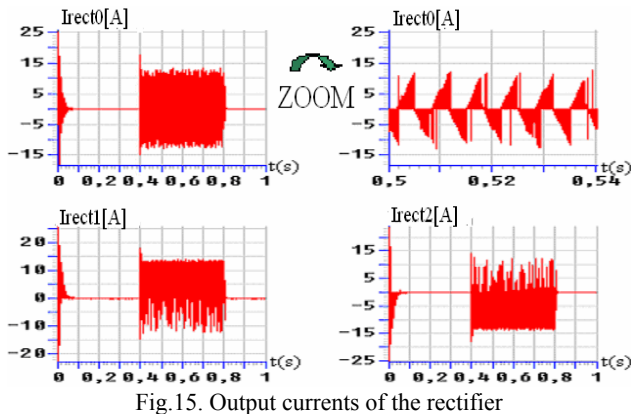 Irect0[A]
25
15
5
-5
-15
t(s)
0 0,2 0,4 0,6 0,8 1
ZOOM
Irect0[A]
25
15
5
-5
-15
t(s)
0,5 0,52 0,54
Irect1[A]
20
10
0
-10
-20
t(s)
0 0,2 0,4 0,6 0,8 1
Irect2[A]
15
5
-5
-15
-25
t(s)
0 0,2 0,4 0,6 0,8 1
Fig.15. Output currents of the rectifier